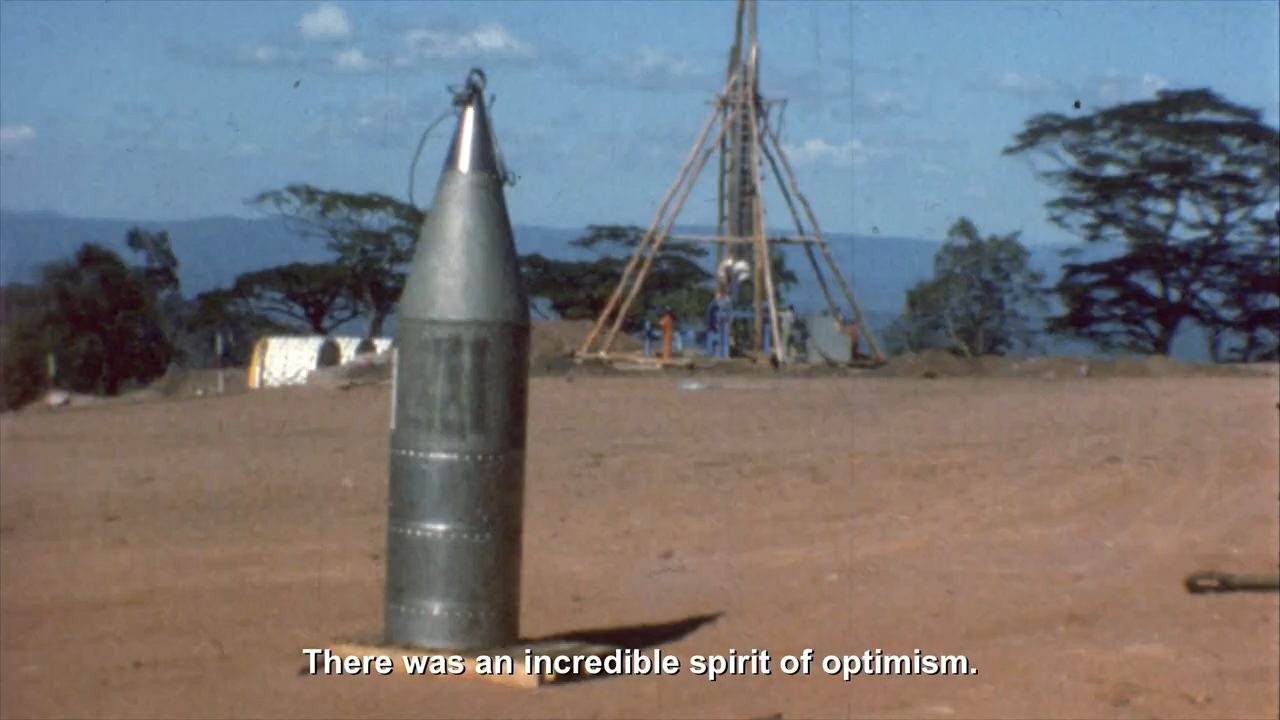 There was an incredible spirit of optimism.